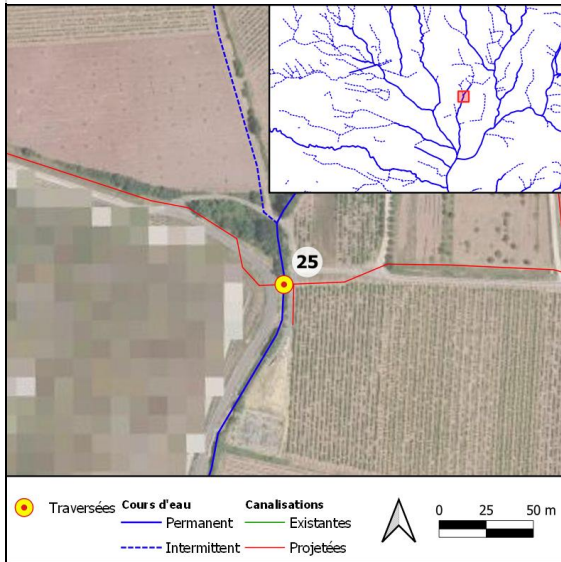 25
Traversées
Cours d'eau
Permanent
Intermittent
Canalisations
Existantes
Projetées
0 25 50 m